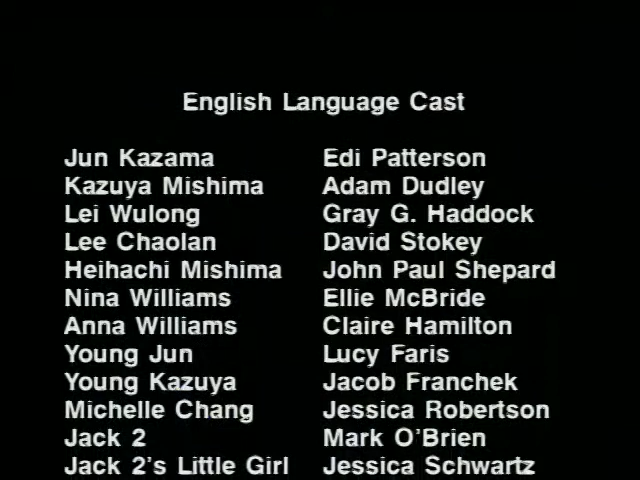 English Language Cast
Jun Kazama Edi Patterson
Kazuya Mishima Adam Dudley
Lei Wulong Gray G. Haddock
Lee Chaolan David Stokey
Heihachi Mishima John Paul Shepard
Nina Williams Ellie McBride
Anna Williams Claire Hamilton
Young Jun Lucy Faris
Young Kazuya Jacob Franchek
Michelle Chang Jessica Robertson
Jack 2 Mark O'Brien
Jack 2's Little Girl Jessica Schwartz